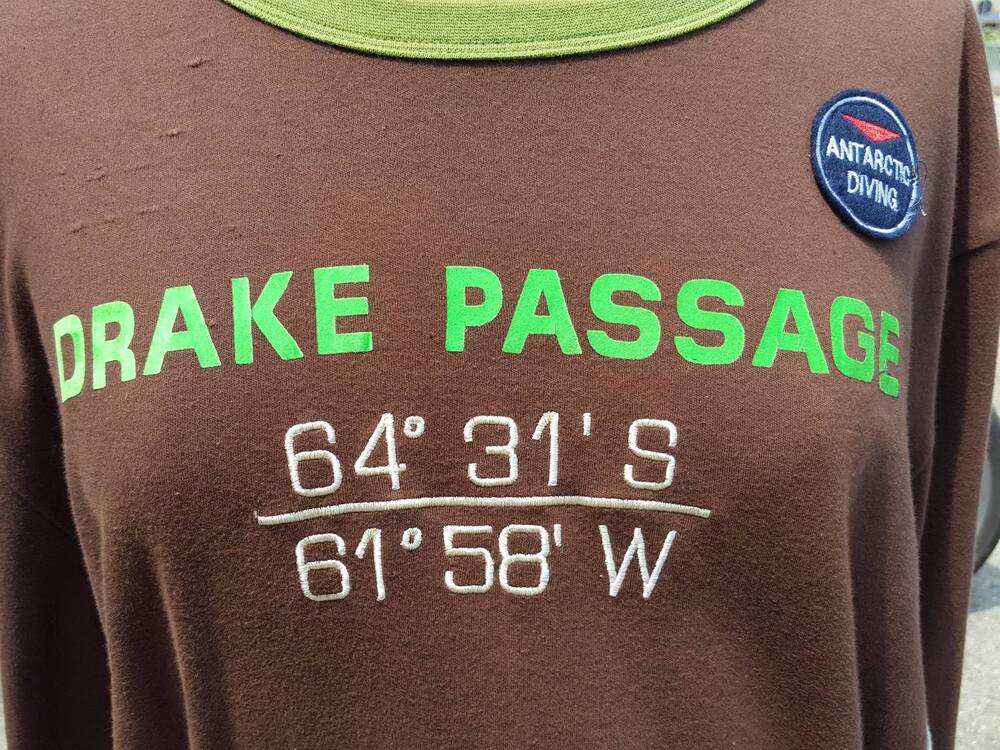 ANTARCTIC
DIVING
DRAKE PASSAGE
64° 31' S
61° 58' W